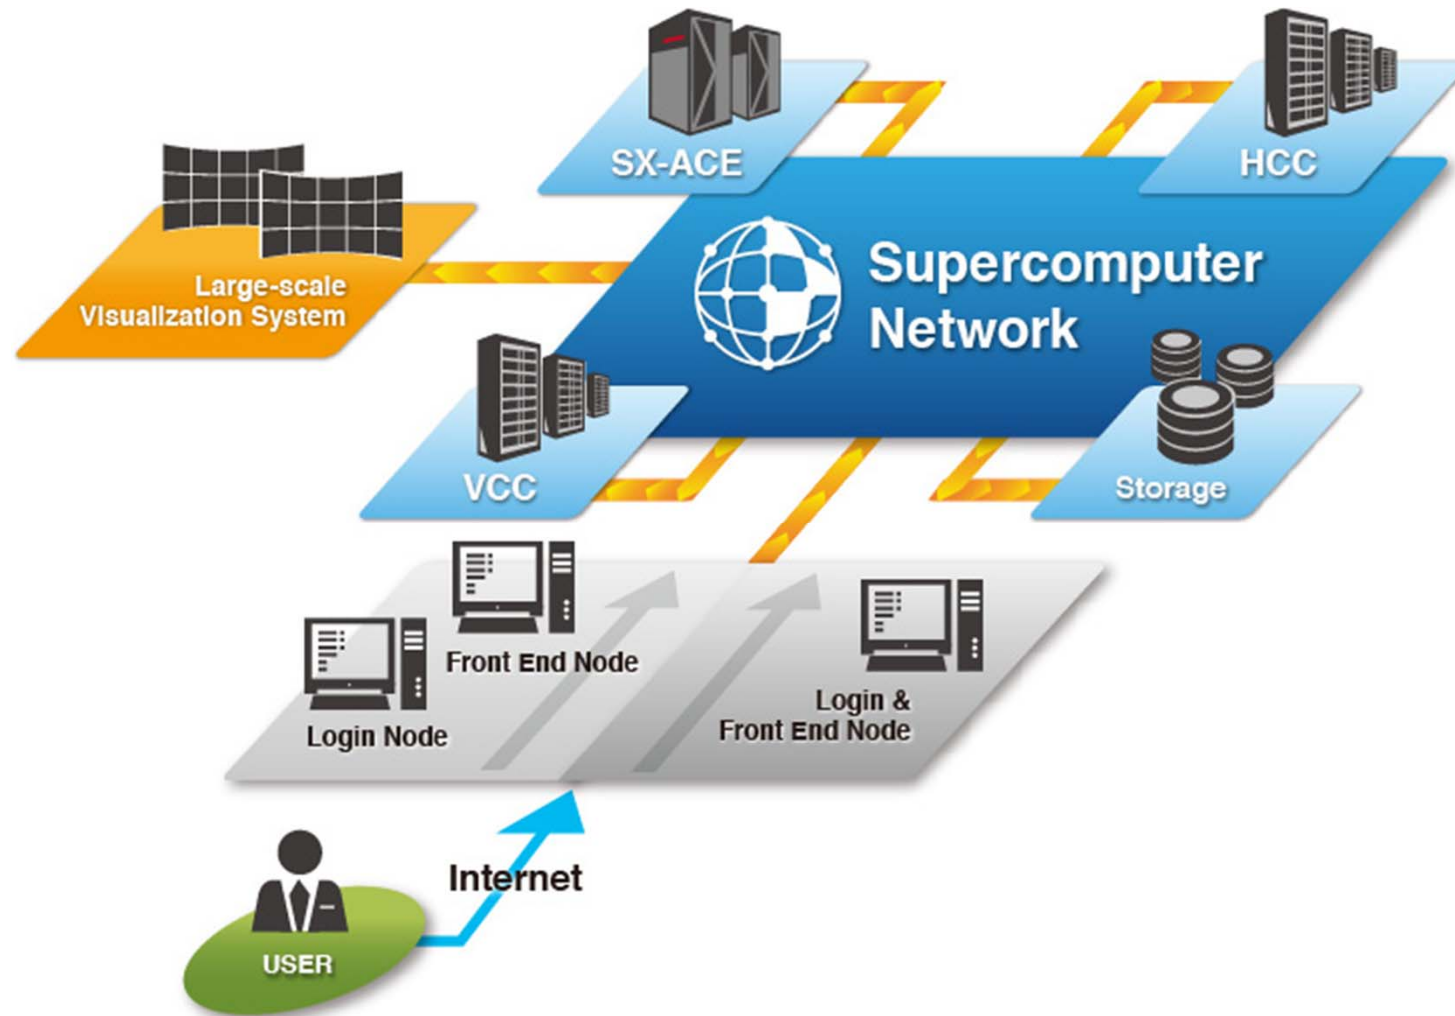 SX-ACE
HCC
Supercomputer
Network
Large-scale
Visualization System
VCC
Storage
Front End Node
Login Node
Login &
Front End Node
Internet
USER